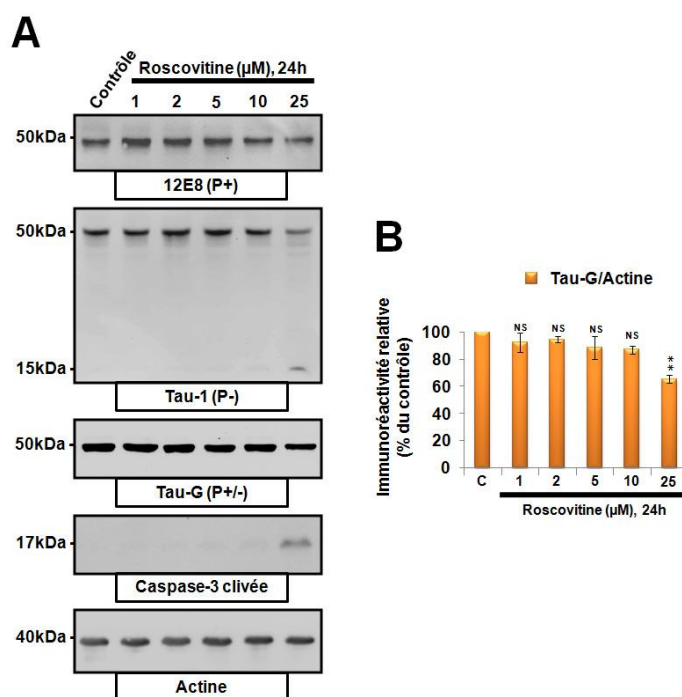 A
Contrôle
Roscovitine (µM), 24h
1 2 5 10 25
50kDa
12E8 (P+)
50kDa
15kDa
Tau-1 (P-)
50kDa
Tau-G (P+/-)
17kDa
Caspase-3 clivée
40kDa
Actine
B
Tau-G/Actine
Immunoréactivité relative
(% du contrôle)
100
80
60
40
20
0
NS NS NS NS **
C 1 2 5 10 25
Roscovitine (µM), 24h